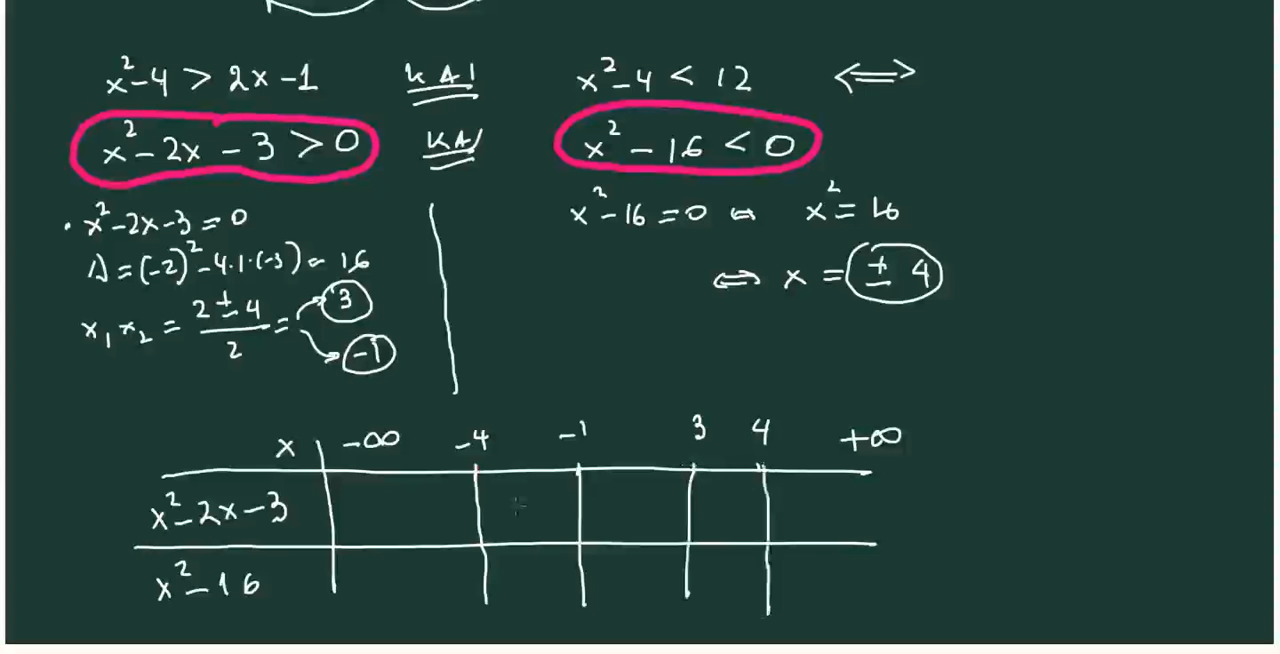 x²-4 > 2x-1 ΚΑΙ x²-4 < 12 ⟺
x²-2x-3 > 0 ΚΑΙ x²-16 < 0
• x²-2x-3 = 0
Δ = (-2)²-4·1·(-3) = 16
x₁,x₂ = (2±4)/2 = 3
-1
x²-16 = 0 ⇔ x² = 16
⟺ x = ±4
x -∞ -4 -1 3 4 +∞
x²-2x-3
x²-16